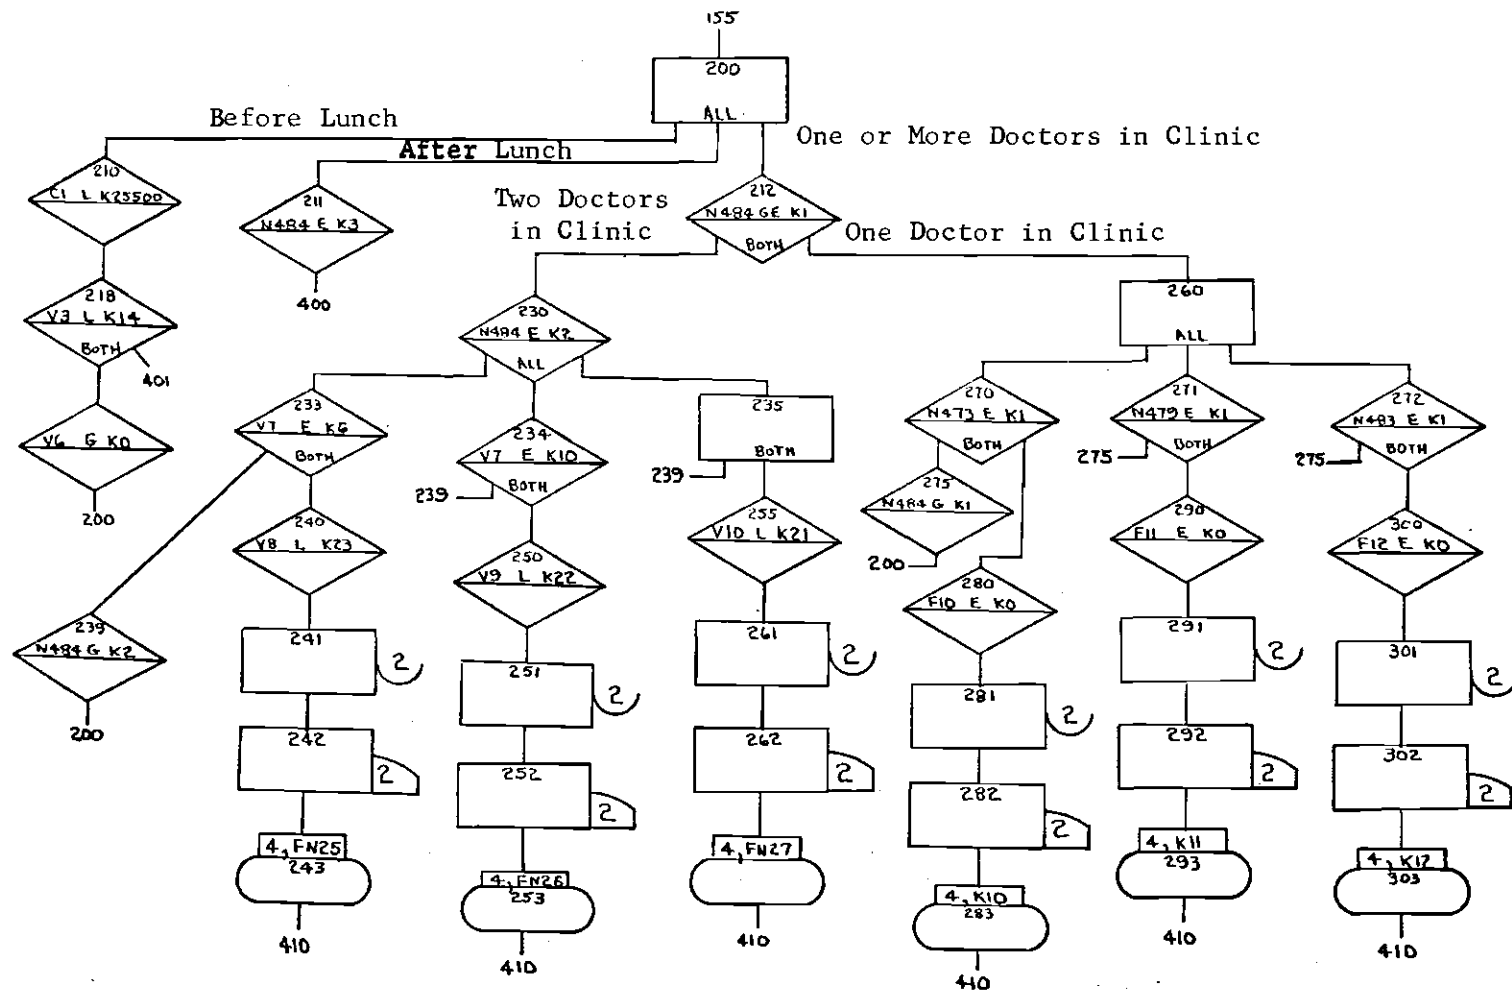 155
200
ALL
Before Lunch
After Lunch
One or More Doctors in Clinic
210
C1 L K25500
211
N484 E K3
400
Two Doctors
in Clinic
212
N484 GE K1
BOTH
One Doctor in Clinic
218
V3 L K14
BOTH
401
V6 G K0
200
230
N484 E K2
ALL
260
ALL
233
V7 E K6
BOTH
234
V7 E K10
BOTH
239
235
BOTH
239
270
N473 E K1
BOTH
271
N479 E K1
BOTH
275
272
N483 E K1
BOTH
275
275
N484 G K1
200
240
V8 L K23
250
V9 L K22
255
V10 L K21
280
F10 E K0
290
F11 E K0
300
F12 E K0
239
N484 G K2
200
241
2
251
2
261
2
281
2
291
2
301
2
242
2
252
2
262
2
282
2
292
2
302
2
4, FN25
243
410
4, FN26
253
410
4, FN27
410
4, K10
283
410
4, K11
293
410
4, K12
303
410